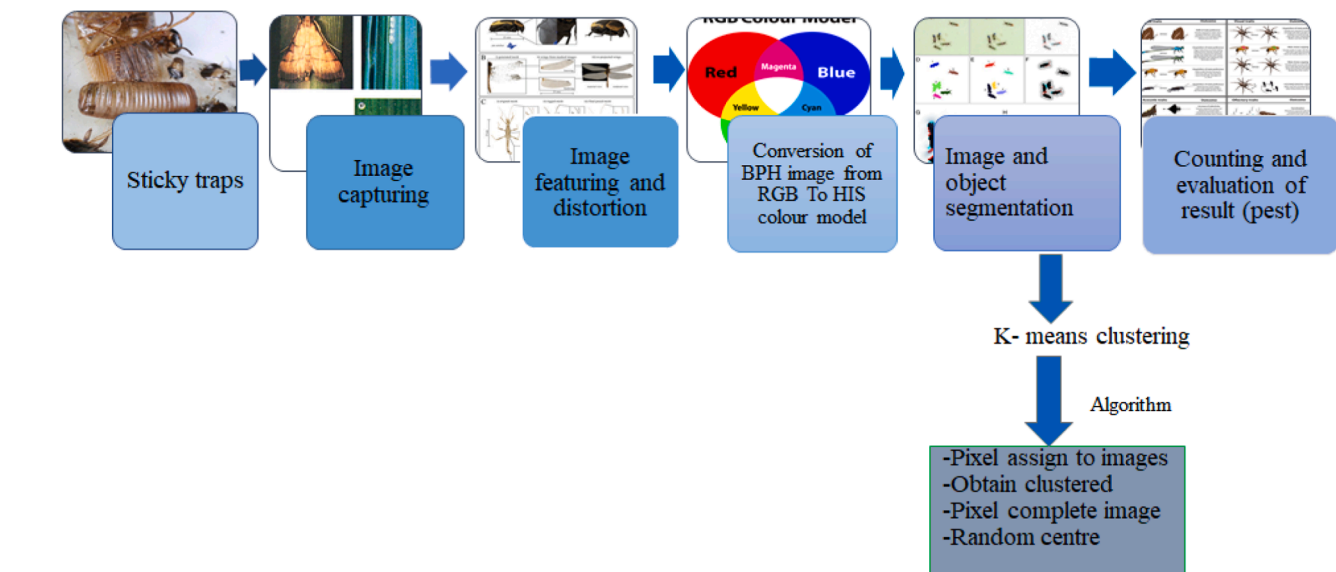 RGB Colour Model
Red
Magenta
Blue
Yellow
Cyan
Sticky traps
Image
capturing
Image
featuring and
distortion
Conversion of
BPH image from
RGB To HIS
colour model
Image and
object
segmentation
Counting and
evaluation of
result (pest)
K- means clustering
Algorithm
-Pixel assign to images
-Obtain clustered
-Pixel complete image
-Random centre